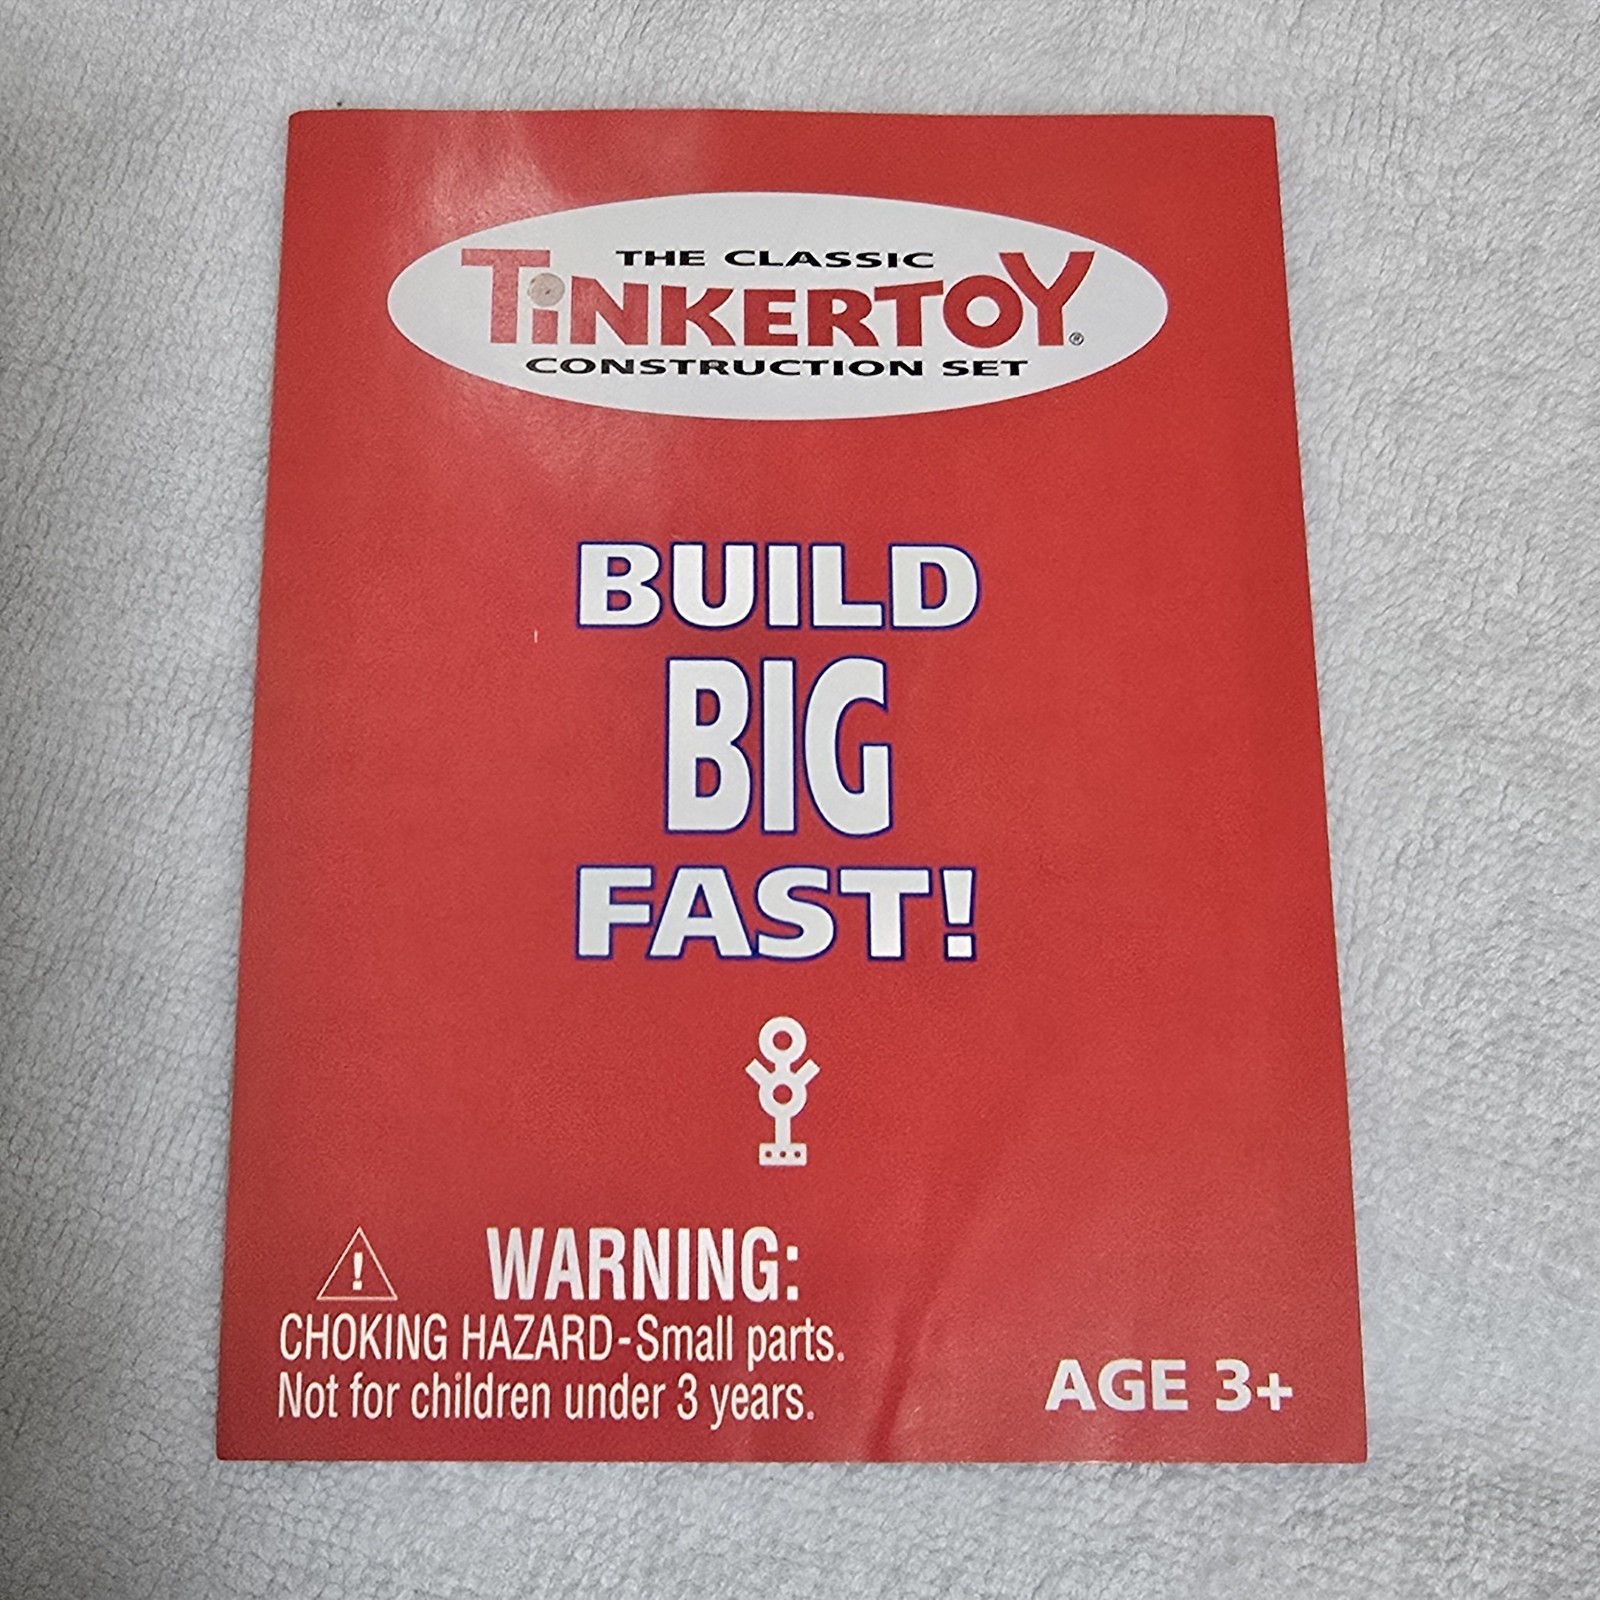 THE CLASSIC
TiNKERTOY®
CONSTRUCTION SET
BUILD
BIG
FAST!
! WARNING:
CHOKING HAZARD-Small parts.
Not for children under 3 years.
AGE 3+